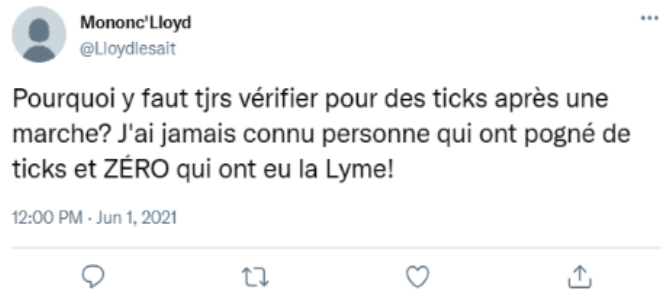 Mononc'Lloyd
@Lloydlesait
Pourquoi y faut tjrs vérifier pour des ticks après une
marche? J'ai jamais connu personne qui ont pogné de
ticks et ZÉRO qui ont eu la Lyme!
12:00 PM · Jun 1, 2021